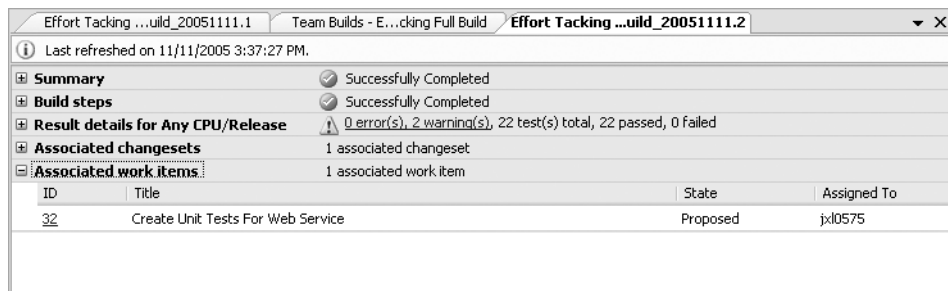 Effort Tacking ...uild_20051111.1 Team Builds - E...cking Full Build Effort Tacking ...uild_20051111.2
Last refreshed on 11/11/2005 3:37:27 PM.
Summary Successfully Completed
Build steps Successfully Completed
Result details for Any CPU/Release 0 error(s), 2 warning(s), 22 test(s) total, 22 passed, 0 failed
Associated changesets 1 associated changeset
Associated work items 1 associated work item
ID Title State Assigned To
32 Create Unit Tests For Web Service Proposed jxl0575